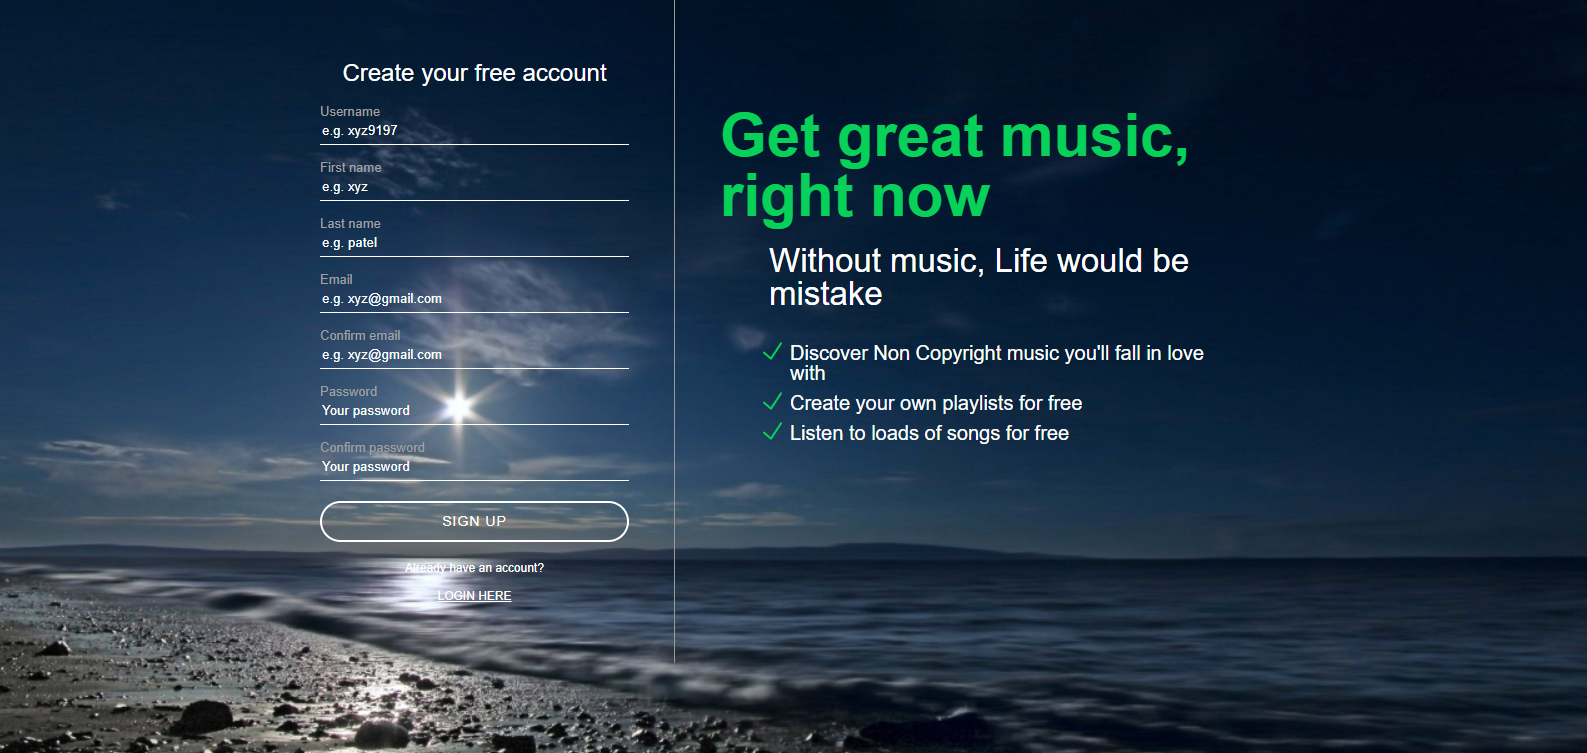 Create your free account
Username
e.g. xyz9197
First name
e.g. xyz
Last name
e.g. patel
Email
e.g. xyz@gmail.com
Confirm email
e.g. xyz@gmail.com
Password
Your password
Confirm password
Your password
SIGN UP
Already have an account?
LOGIN HERE
Get great music,
right now
Without music, Life would be
mistake
Discover Non Copyright music you'll fall in love
with
Create your own playlists for free
Listen to loads of songs for free